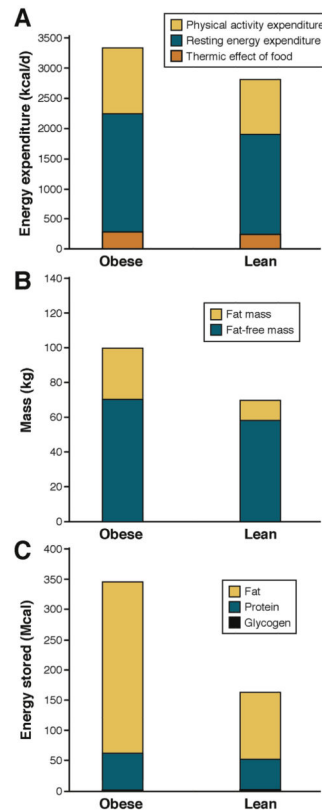 A
Physical activity expenditure
Resting energy expenditure
Thermic effect of food
Energy expenditure (kcal/d)
3500
3000
2500
2000
1500
1000
500
0
Obese
Lean
B
Fat mass
Fat-free mass
Mass (kg)
140
120
100
80
60
40
20
0
Obese
Lean
C
Fat
Protein
Glycogen
Energy stored (Mcal)
400
350
300
250
200
150
100
50
0
Obese
Lean